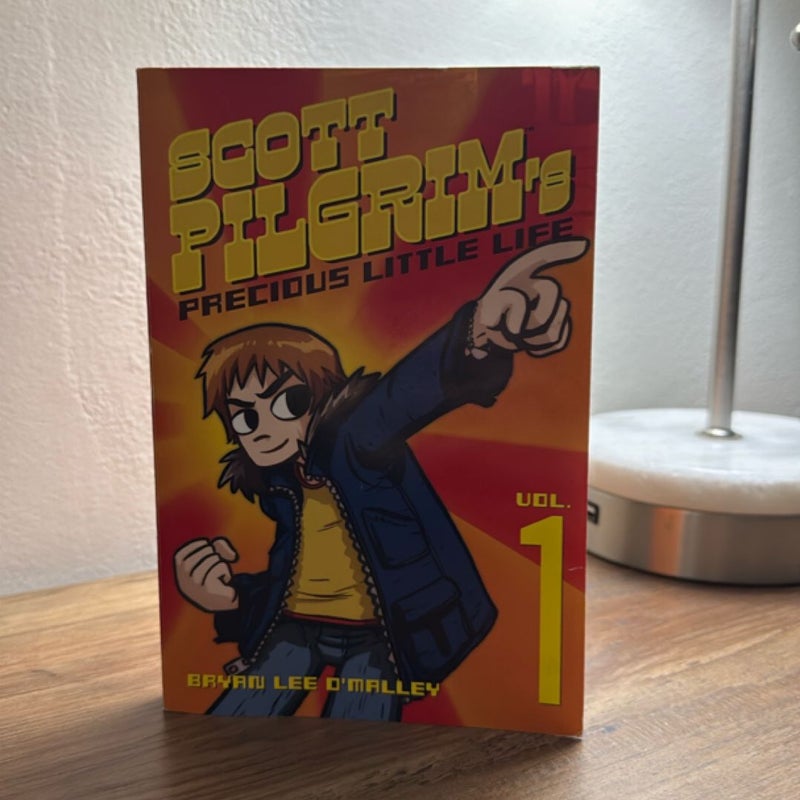 SCOTT
PILGRIM's
PRECIOUS LITTLE LIFE
VOL.
1
BRYAN LEE O'MALLEY